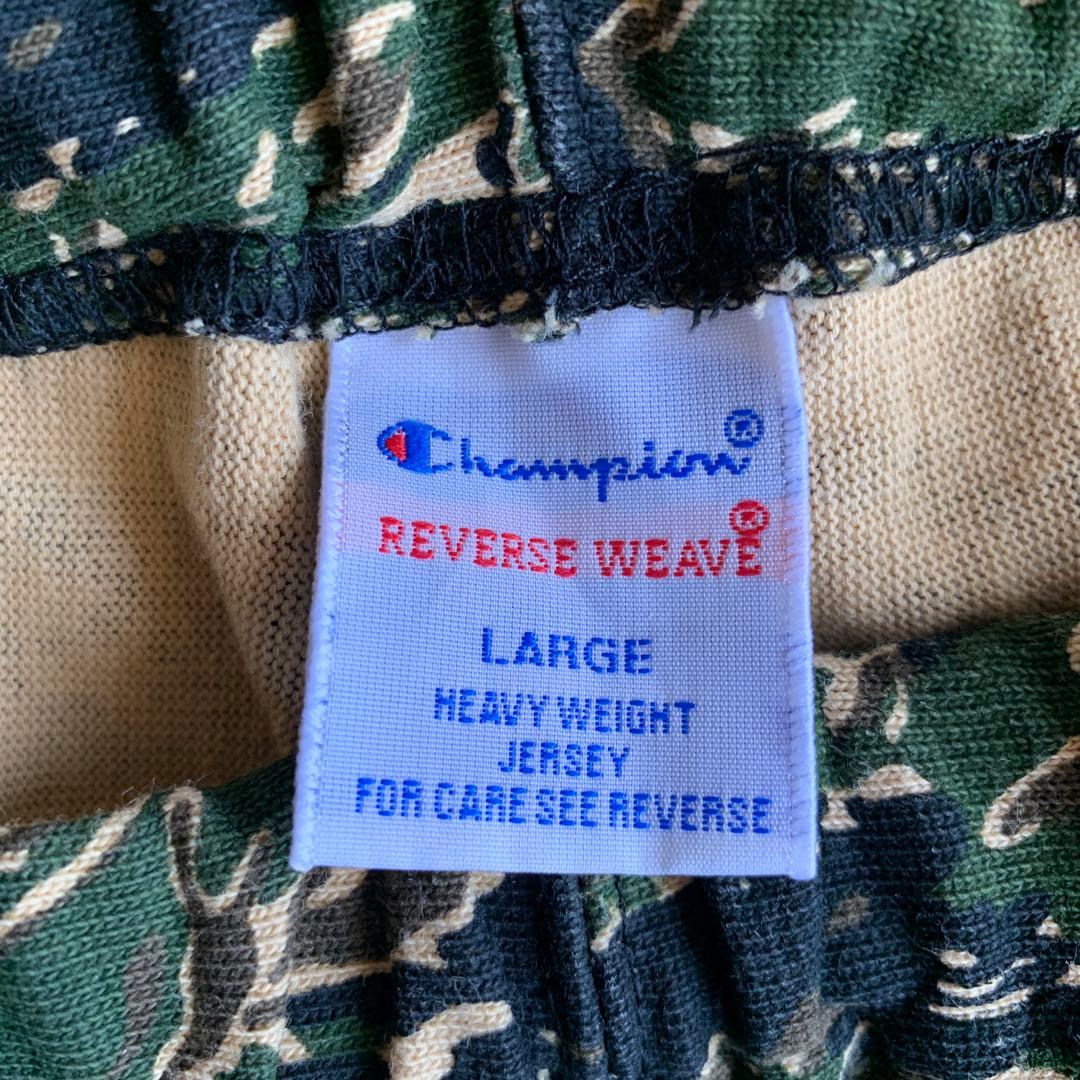 Champion®
REVERSE WEAVE®
LARGE
HEAVY WEIGHT
JERSEY
FOR CARE SEE REVERSE